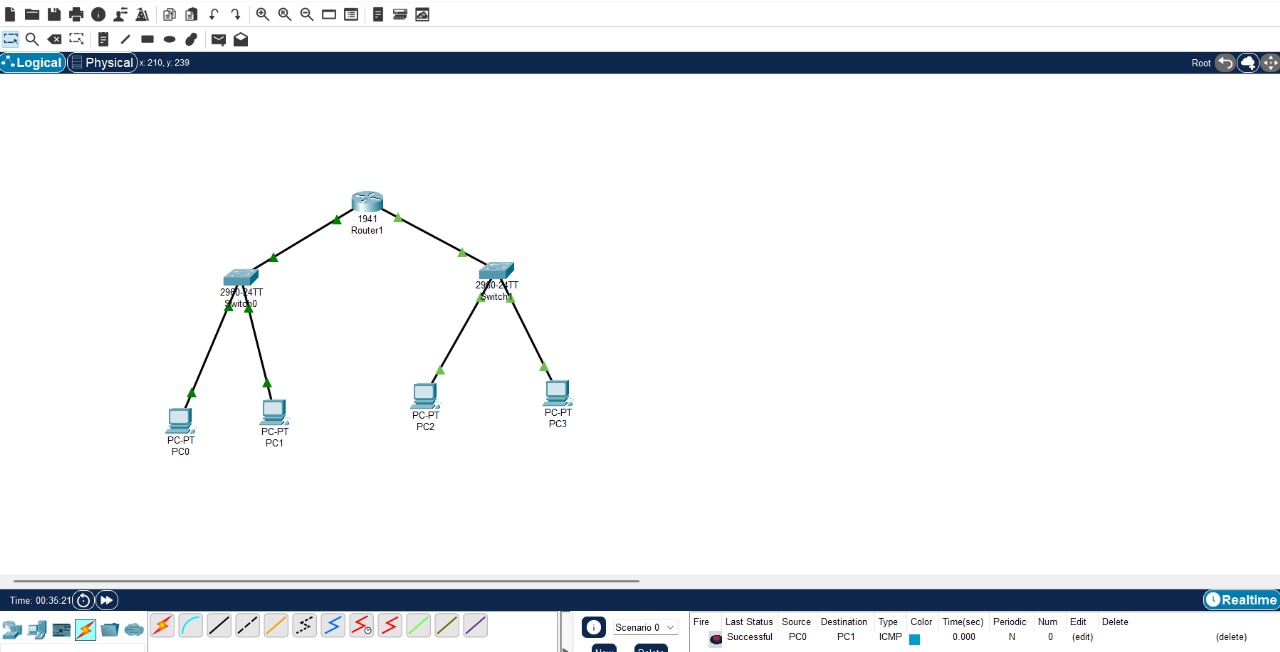 Logical Physical x: 210, y: 239 Root
1941
Router1
2960-24TT
Switch0
2960-24TT
Switch1
PC-PT
PC0
PC-PT
PC1
PC-PT
PC2
PC-PT
PC3
Time: 00:35:21 Realtime
Scenario 0
New Delete
Fire Last Status Source Destination Type Color Time(sec) Periodic Num Edit Delete
Successful PC0 PC1 ICMP 0.000 N 0 (edit) (delete)